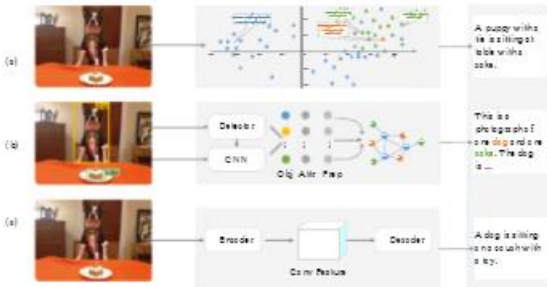 (a)
A puppy with a
tie is sitting at
table with a
cake.
(b)
Detector
CNN
Obj Attr Prep
This is a
photograph of
one dog and one
cake. The dog
is ...
(c)
Encoder
Decoder
Conv Feature
A dog is sitting
on a couch with
a toy.